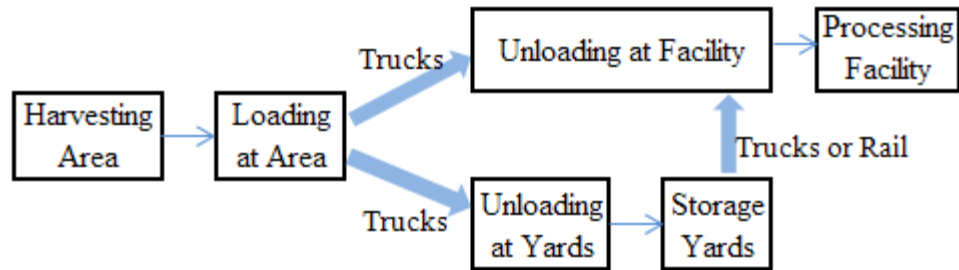 Harvesting
Area
Loading
at Area
Trucks
Trucks
Unloading at Facility
Processing
Facility
Unloading
at Yards
Storage
Yards
Trucks or Rail